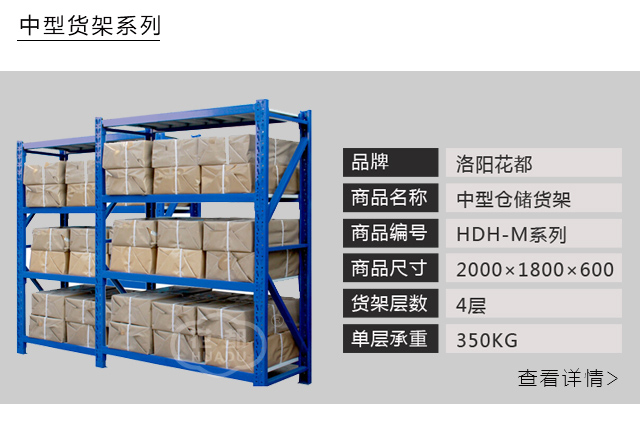 中型货架系列
品牌 洛阳花都
商品名称 中型仓储货架
商品编号 HDH-M系列
商品尺寸 2000×1800×600
货架层数 4层
单层承重 350KG
HUADU
查看详情>